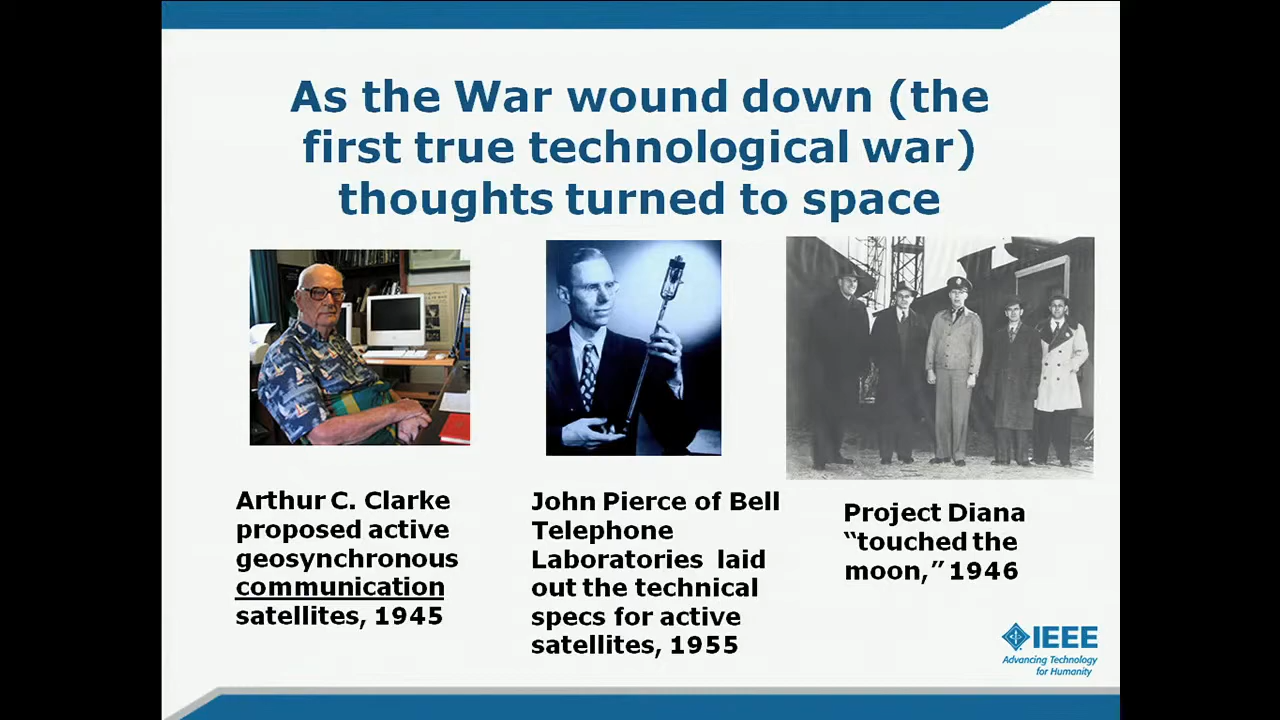 As the War wound down (the
first true technological war)
thoughts turned to space
Arthur C. Clarke
proposed active
geosynchronous
communication
satellites, 1945
John Pierce of Bell
Telephone
Laboratories laid
out the technical
specs for active
satellites, 1955
Project Diana
“touched the
moon,” 1946
IEEE
Advancing Technology
for Humanity